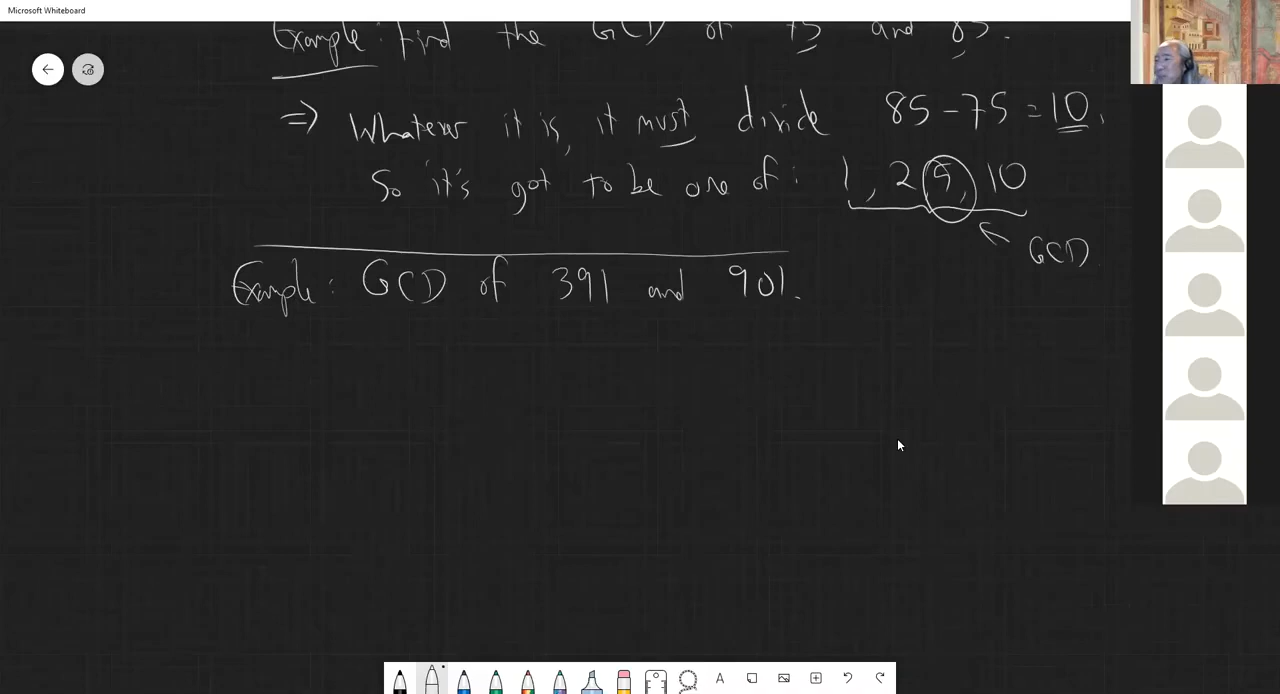 Microsoft Whiteboard
Example: Find the GCD of 75 and 85.
=> Whatever it is, it must divide 85 - 75 = 10.
So it's got to be one of: 1, 2, 5, 10
GCD
Example: GCD of 391 and 901.